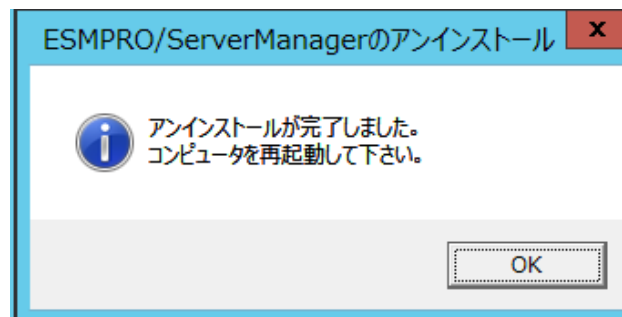 ESMPRO/ServerManagerのアンインストール
x
アンインストールが完了しました。
コンピュータを再起動して下さい。
OK